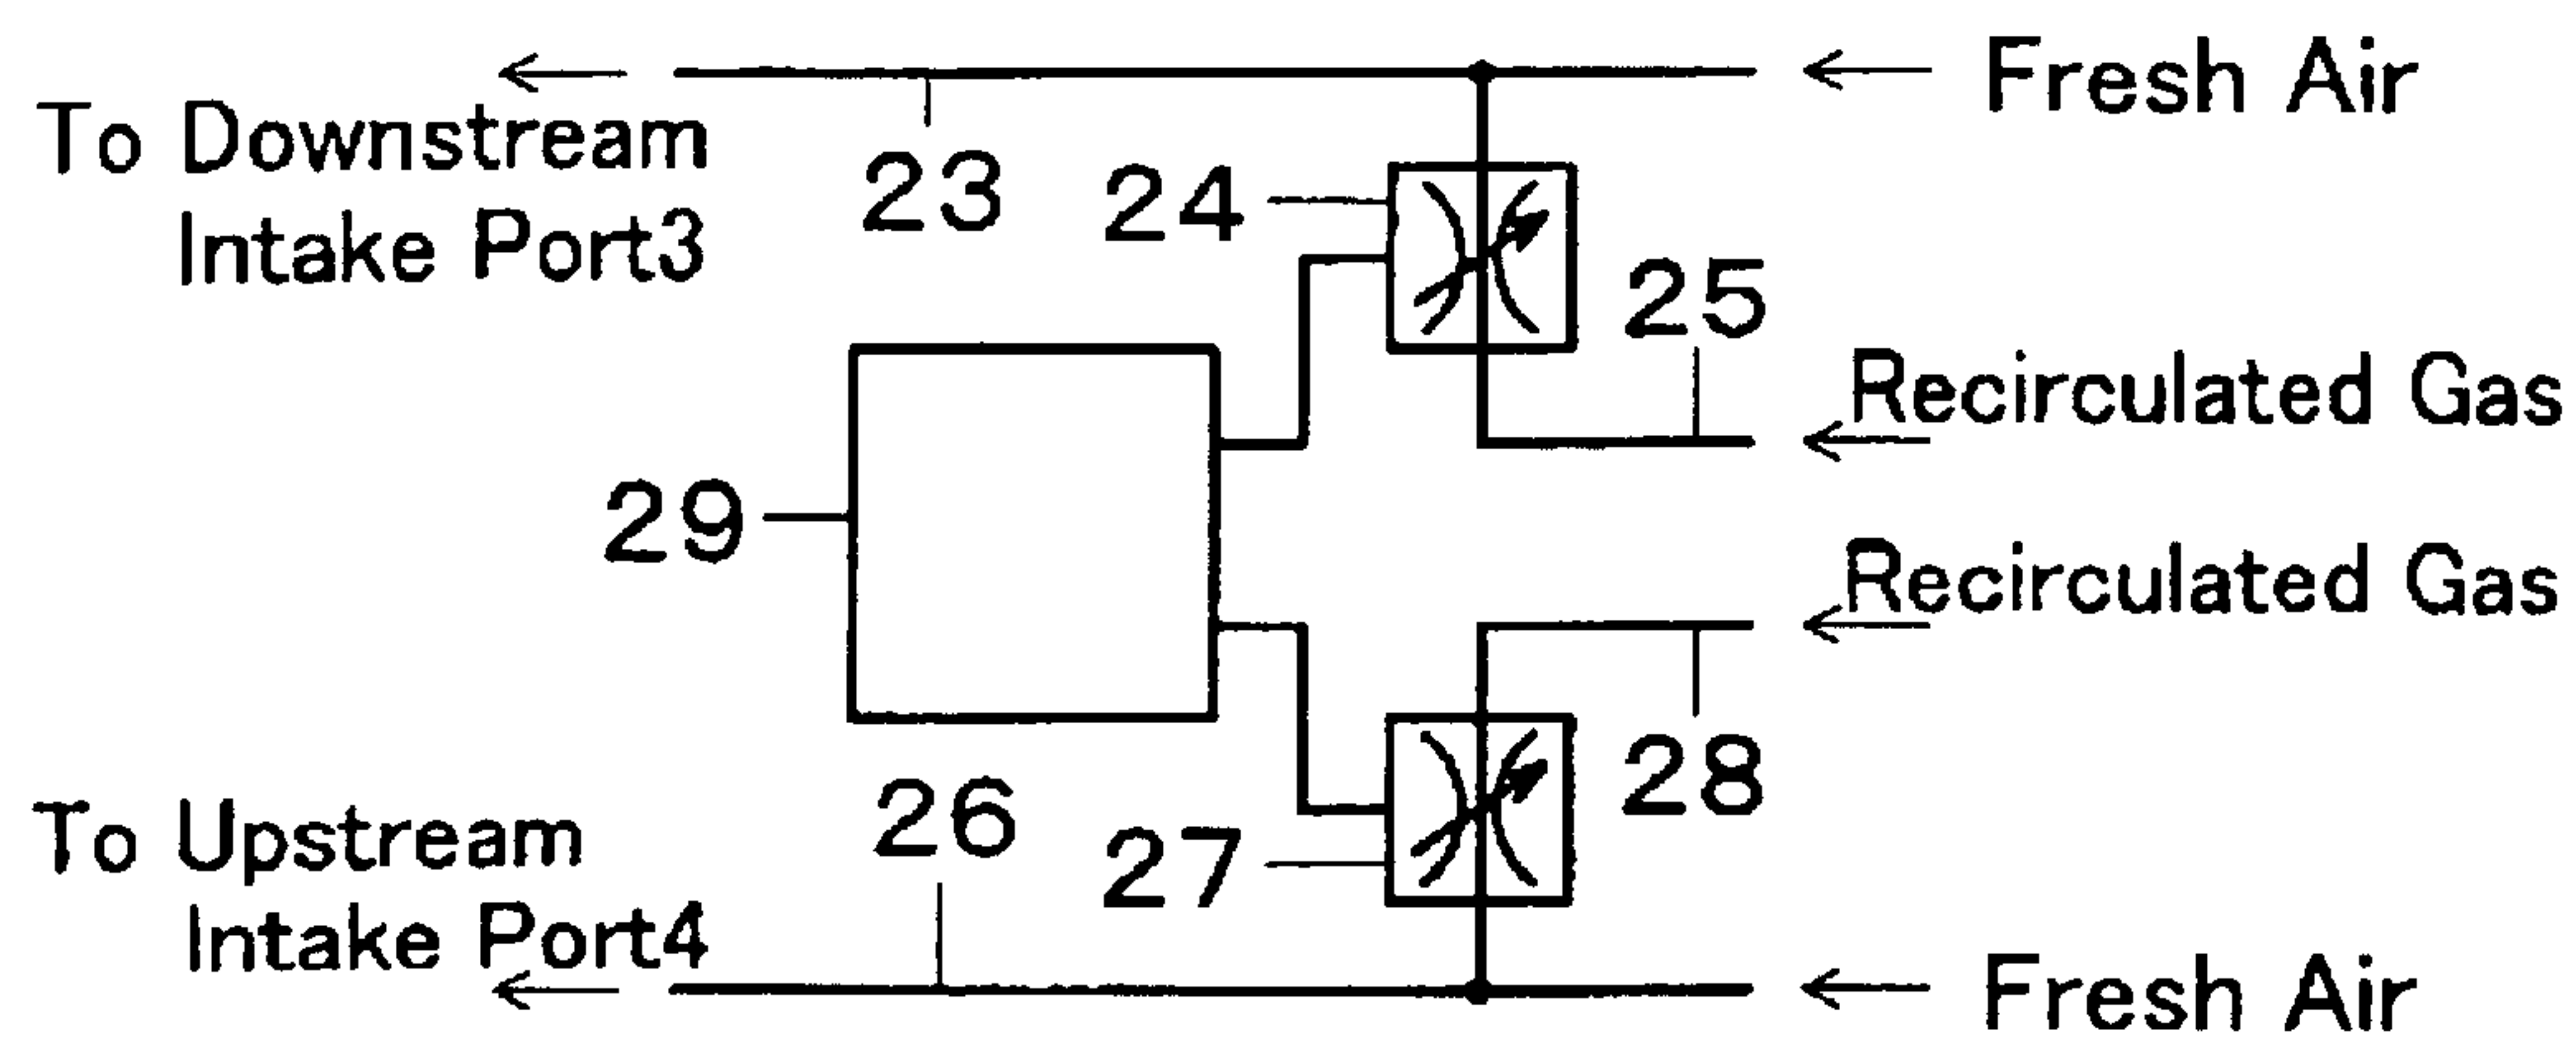 Fresh Air
To Downstream
Intake Port3
23
24
25
Recirculated Gas
29
Recirculated Gas
28
26
27
To Upstream
Intake Port4
Fresh Air